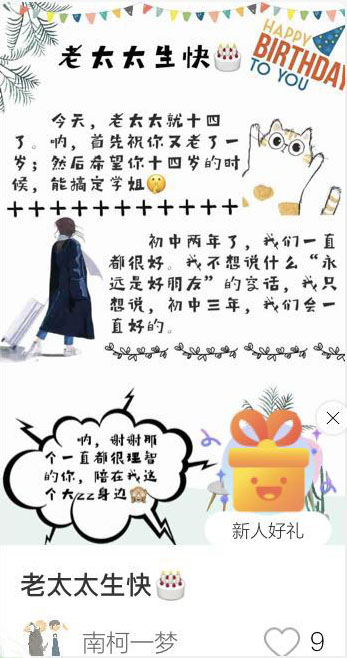 HAPPY
BIRTHDAY
TO YOU
老太太生快🎂
今天，老太太就十四
了。呐，首先祝你又老了一
岁；然后希望你十四岁的时
候，能搞定学姐🤫
++++++++++++
初中两年了，我们一直
都很好。我不想说什么“永
远是好朋友”的客话，我只
想说，初中三年，我们会一
直好的。
呐，谢谢那
个一直都很理智
的你，陪在我这
个大zz身边🙈
新人好礼
老太太生快🎂
南柯一梦
9